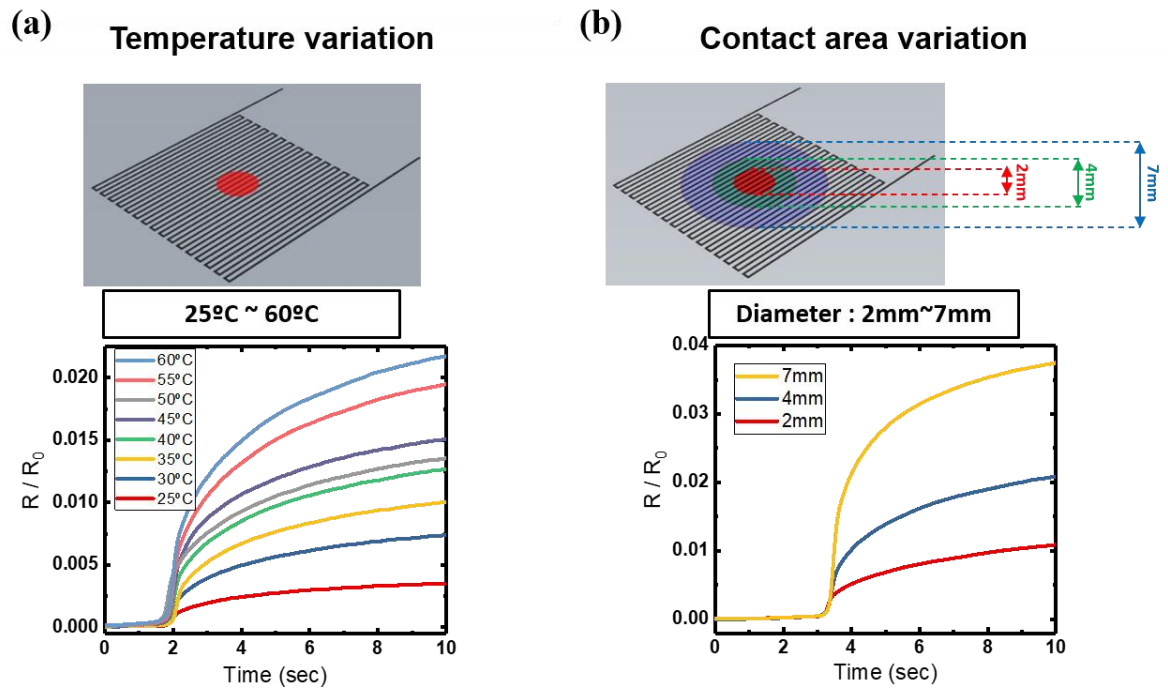 (a)
Temperature variation
25ºC ~ 60ºC
60ºC
55ºC
50ºC
45ºC
40ºC
35ºC
30ºC
25ºC
0.020
0.015
0.010
0.005
0.000
R / R0
0 2 4 6 8 10
Time (sec)
(b)
Contact area variation
2mm
4mm
7mm
Diameter : 2mm~7mm
7mm
4mm
2mm
0.04
0.03
0.02
0.01
0.00
R / R0
0 2 4 6 8 10
Time (sec)